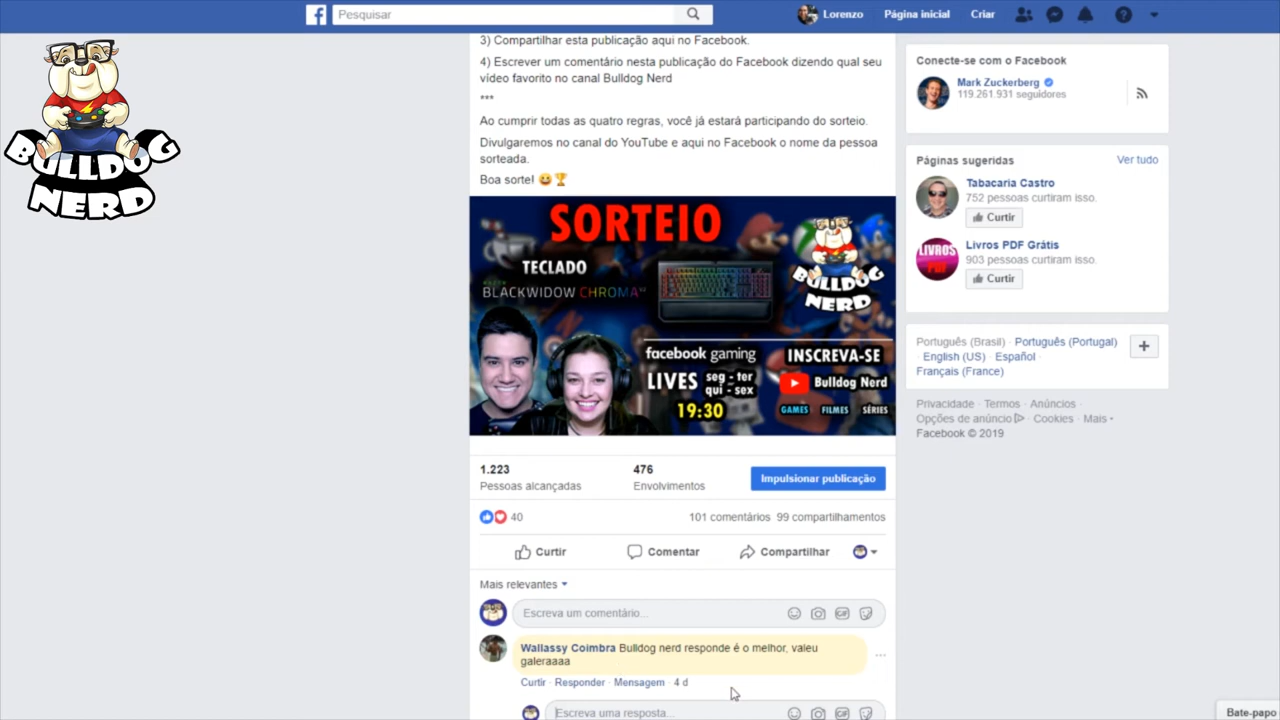 Pesquisar
Lorenzo
Página inicial
Criar
BULLDOG
NERD
3) Compartilhar esta publicação aqui no Facebook.
4) Escrever um comentário nesta publicação do Facebook dizendo qual seu
vídeo favorito no canal Bulldog Nerd
***
Ao cumprir todas as quatro regras, você já estará participando do sorteio.
Divulgaremos no canal do YouTube e aqui no Facebook o nome da pessoa
sorteada.
Boa sorte! 😀🏆
SORTEIO
TECLADO
RAZER
BLACKWIDOW CHROMA V2
BULLDOG
NERD
facebook gaming
LIVES seg - ter
qui - sex
19:30
INSCREVA-SE
Bulldog Nerd
GAMES FILMES SÉRIES
1.223
Pessoas alcançadas
476
Envolvimentos
Impulsionar publicação
40
101 comentários 99 compartilhamentos
Curtir
Comentar
Compartilhar
Mais relevantes
Escreva um comentário...
Wallassy Coimbra Bulldog nerd responde é o melhor, valeu
galeraaaa
Curtir · Responder · Mensagem · 4 d
Escreva uma resposta...
Conecte-se com o Facebook
Mark Zuckerberg
119.261.931 seguidores
Páginas sugeridas
Ver tudo
Tabacaria Castro
752 pessoas curtiram isso.
Curtir
LIVROS
PDF
Livros PDF Grátis
903 pessoas curtiram isso.
Curtir
Português (Brasil) · Português (Portugal)
· English (US) · Español ·
Français (France)
Privacidade · Termos · Anúncios ·
Opções de anúncio · Cookies · Mais
Facebook © 2019
Bate-papo